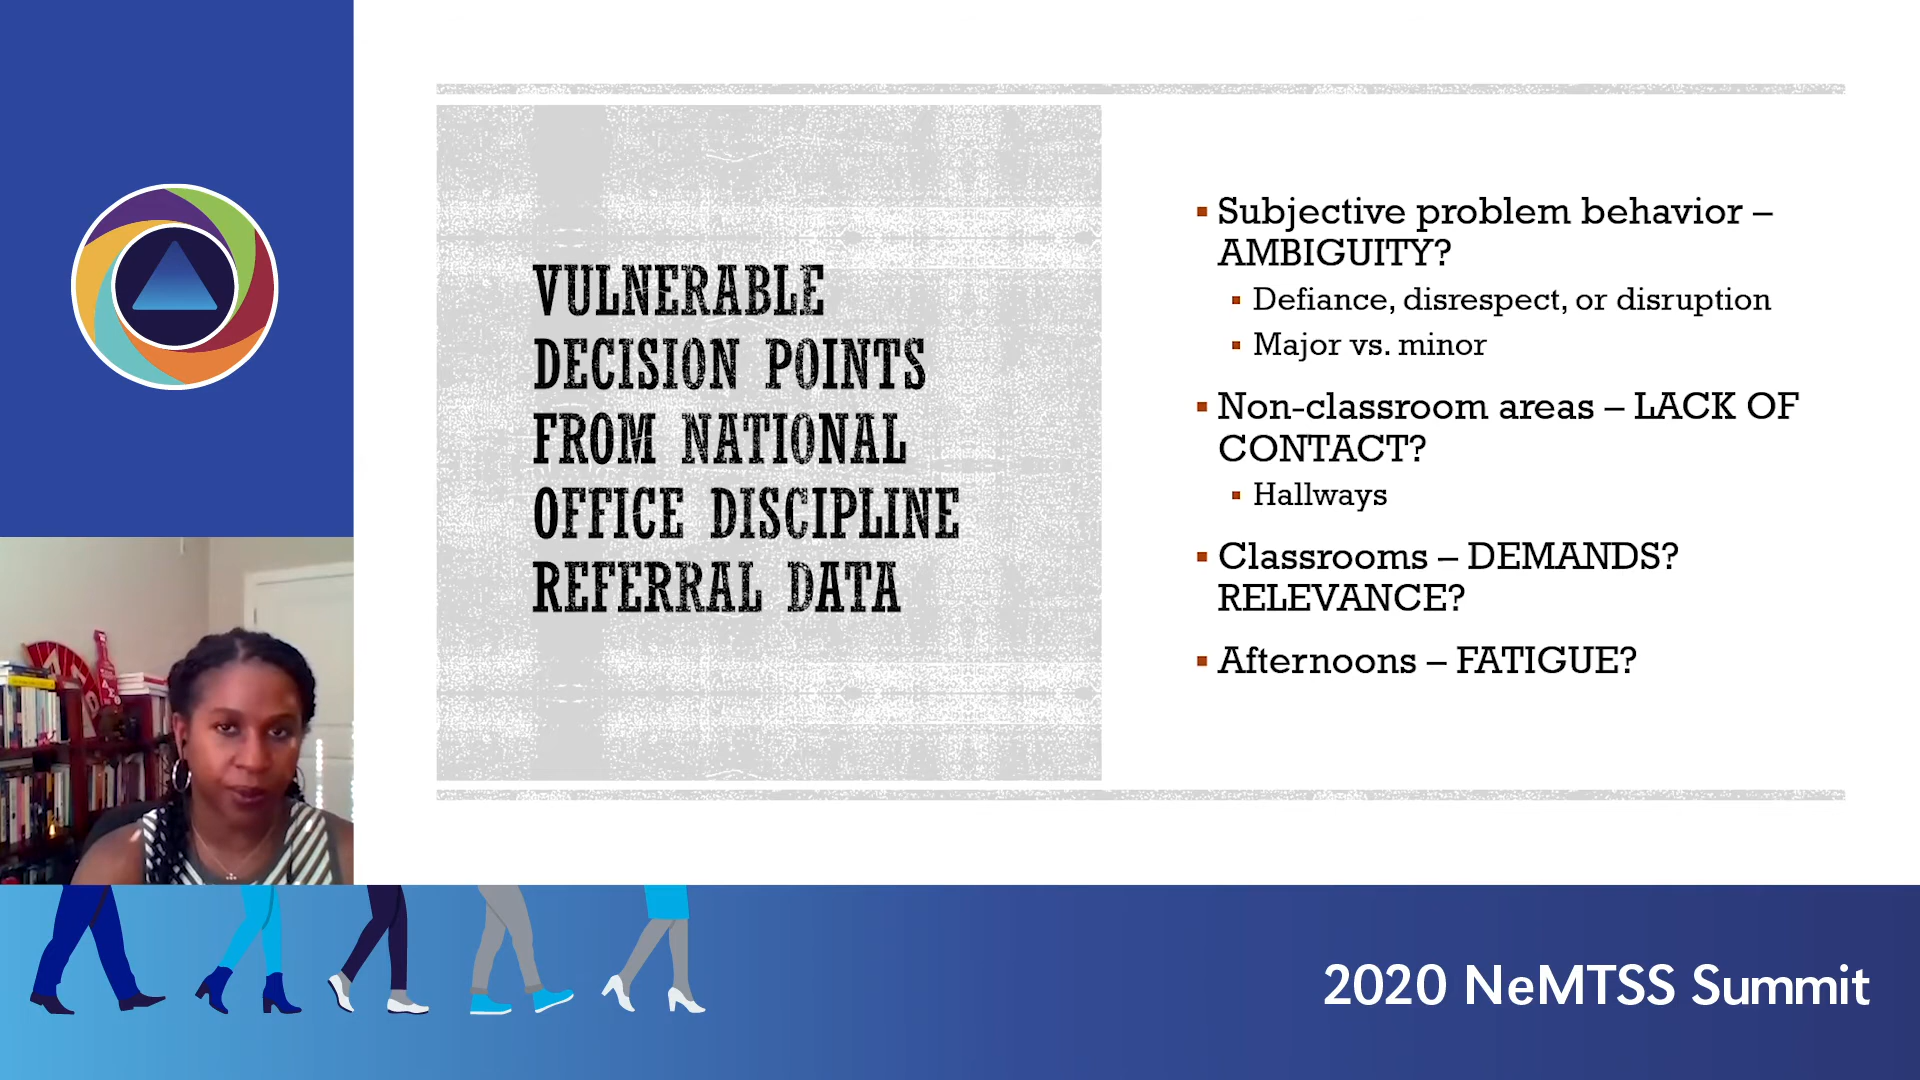 VULNERABLE
DECISION POINTS
FROM NATIONAL
OFFICE DISCIPLINE
REFERRAL DATA
Subjective problem behavior –
AMBIGUITY?
Defiance, disrespect, or disruption
Major vs. minor
Non-classroom areas – LACK OF
CONTACT?
Hallways
Classrooms – DEMANDS?
RELEVANCE?
Afternoons – FATIGUE?
2020 NeMTSS Summit